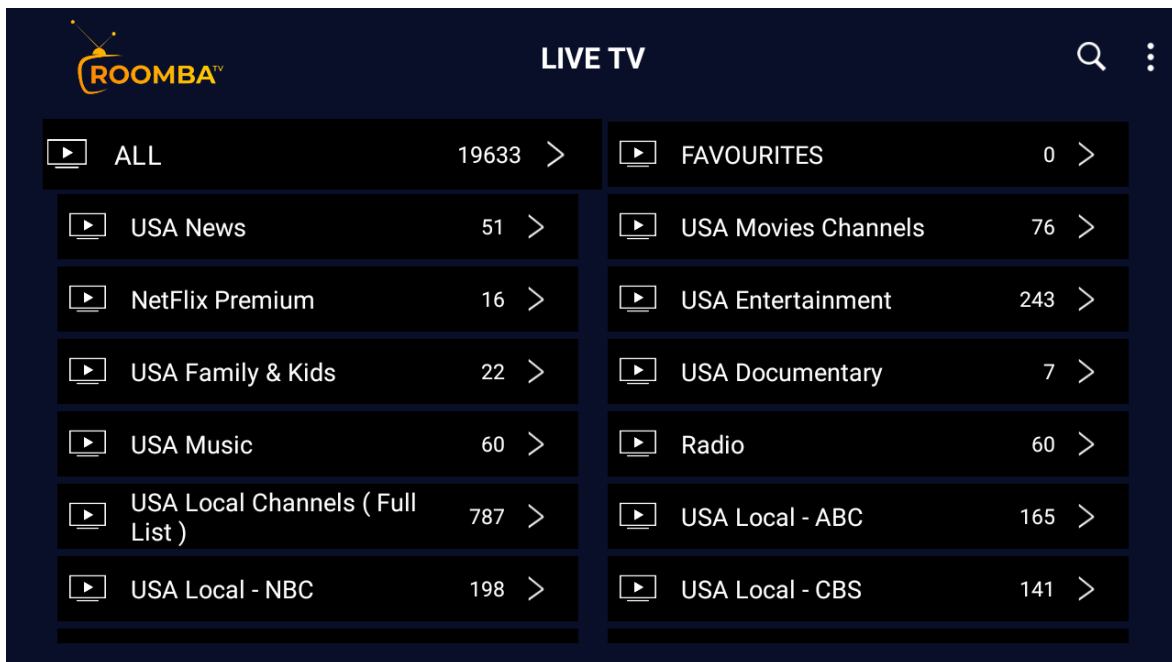 ROOMBA TV
LIVE TV
ALL 19633
FAVOURITES 0
USA News 51
USA Movies Channels 76
NetFlix Premium 16
USA Entertainment 243
USA Family & Kids 22
USA Documentary 7
USA Music 60
Radio 60
USA Local Channels ( Full
List ) 787
USA Local - ABC 165
USA Local - NBC 198
USA Local - CBS 141